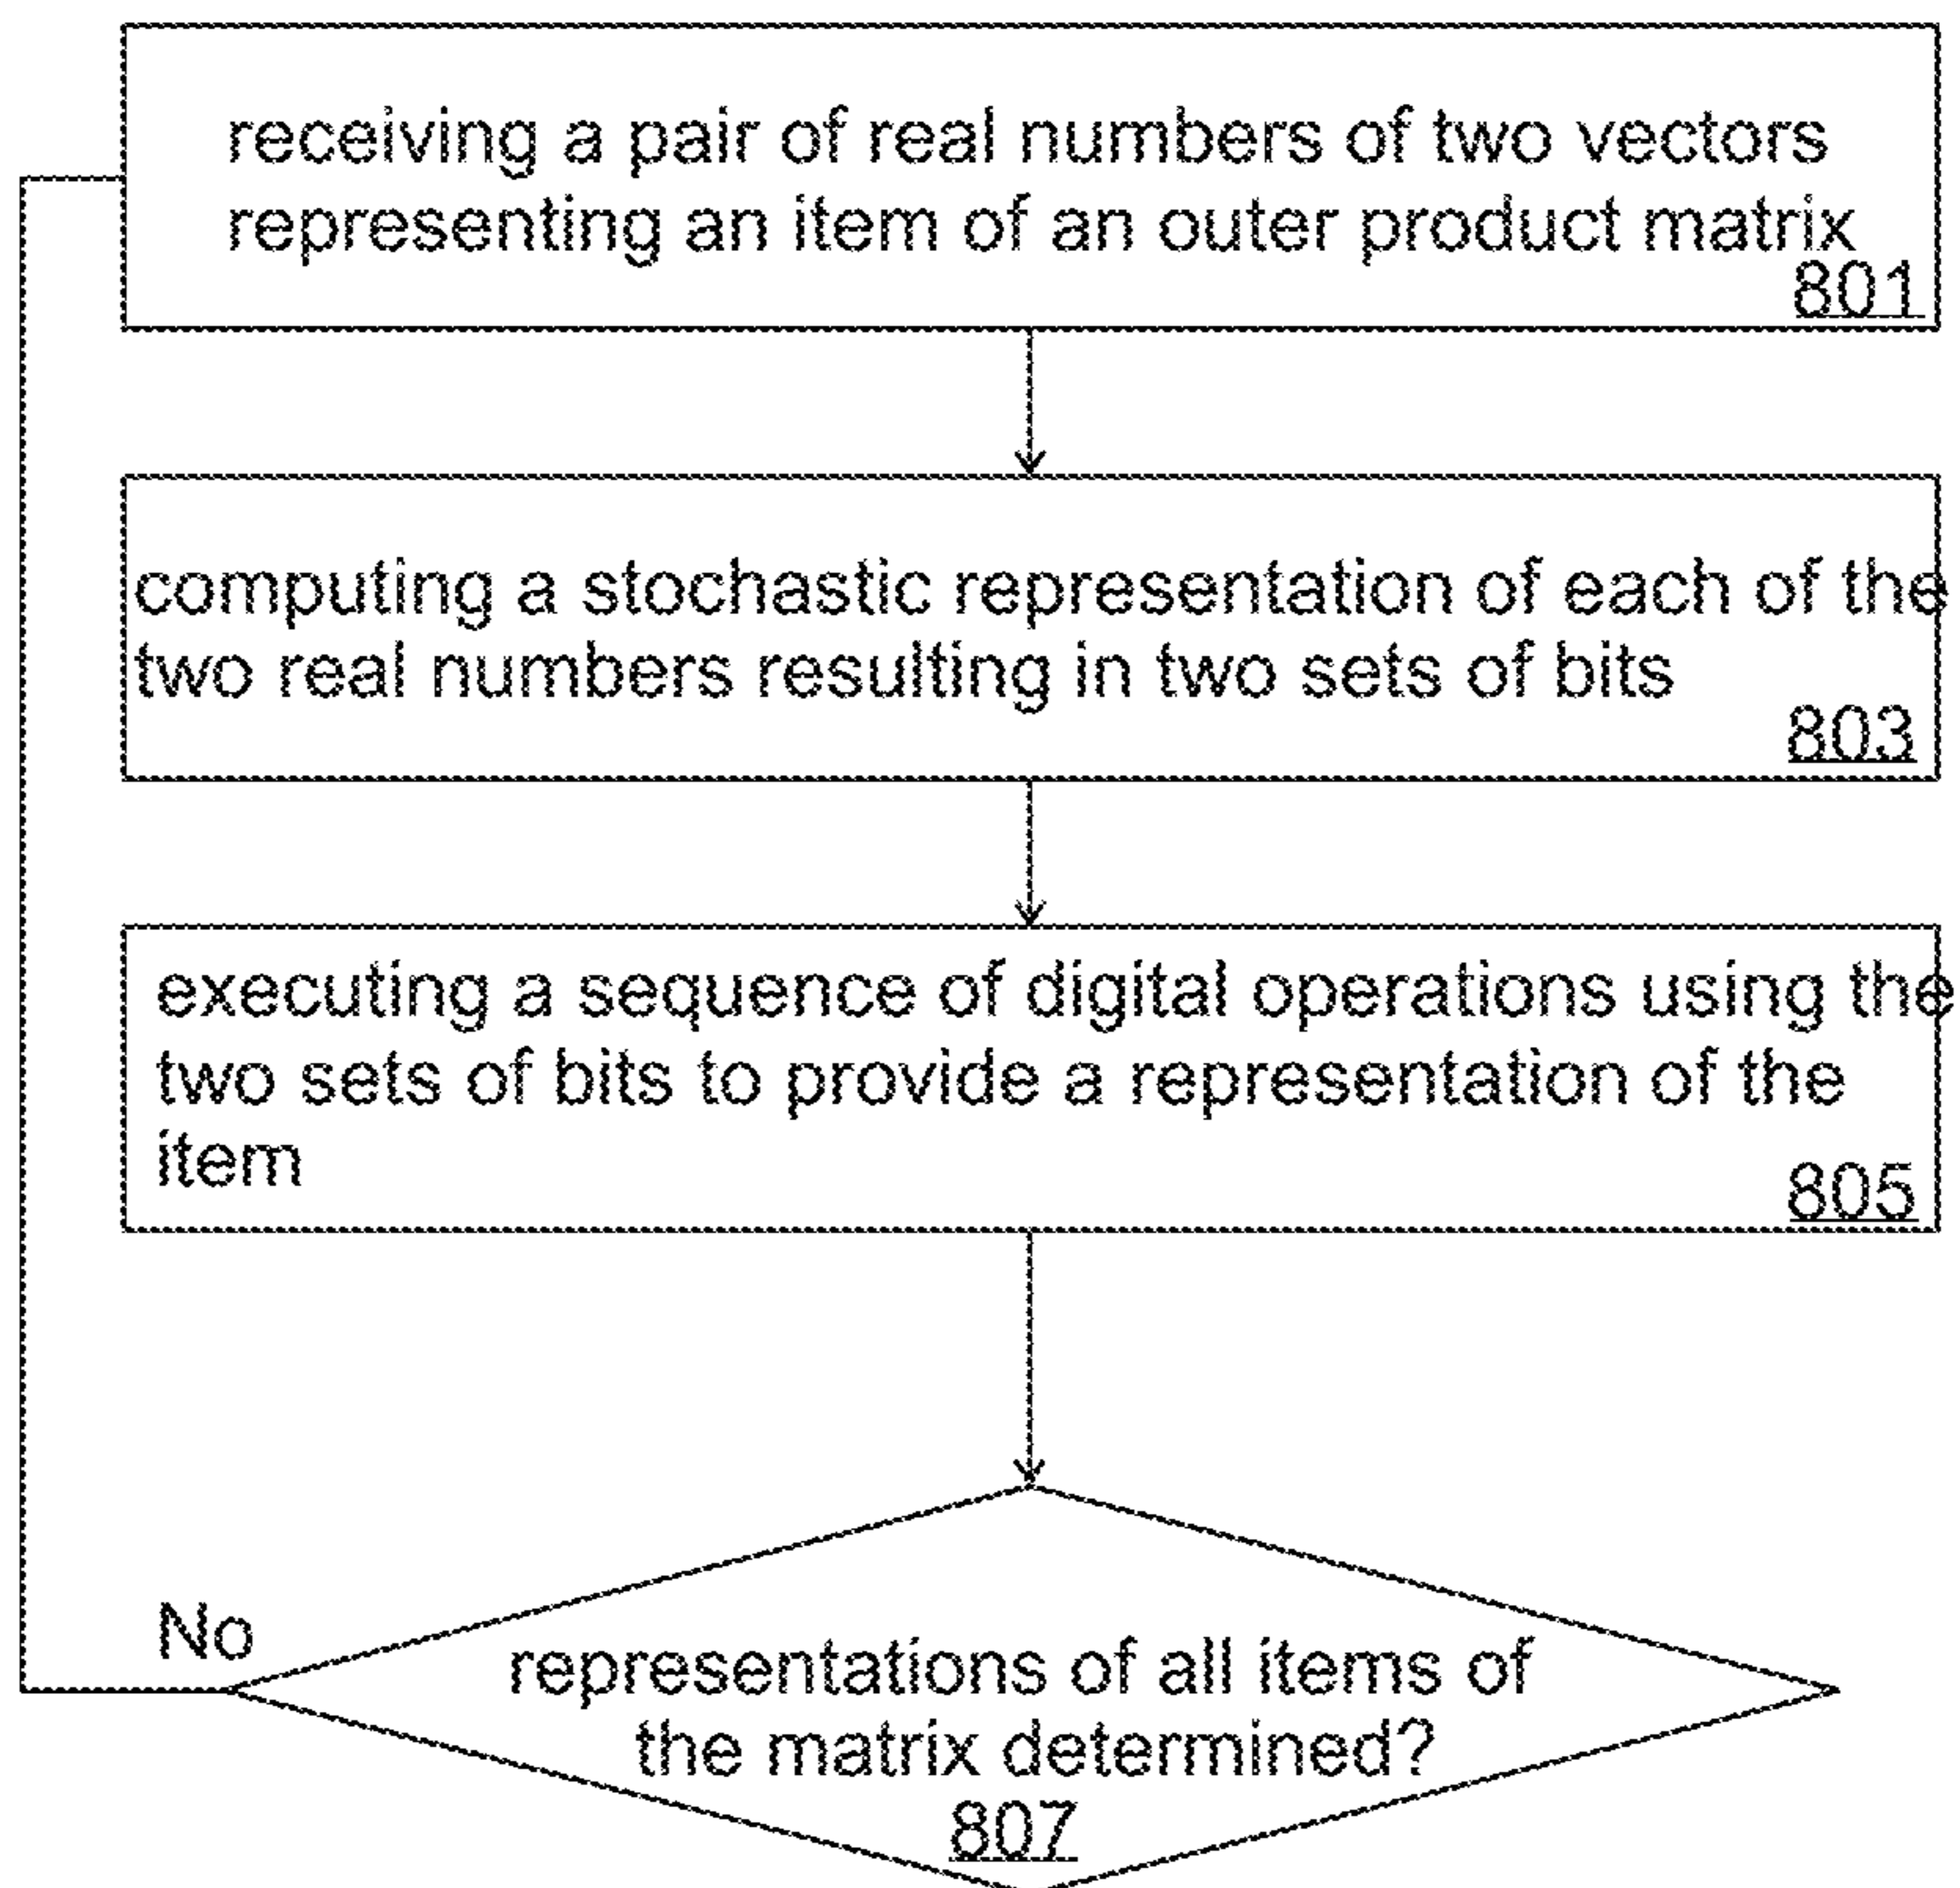 receiving a pair of real numbers of two vectors
representing an item of an outer product matrix
801
computing a stochastic representation of each of the
two real numbers resulting in two sets of bits
803
executing a sequence of digital operations using the
two sets of bits to provide a representation of the
item
805
No
representations of all items of
the matrix determined?
807